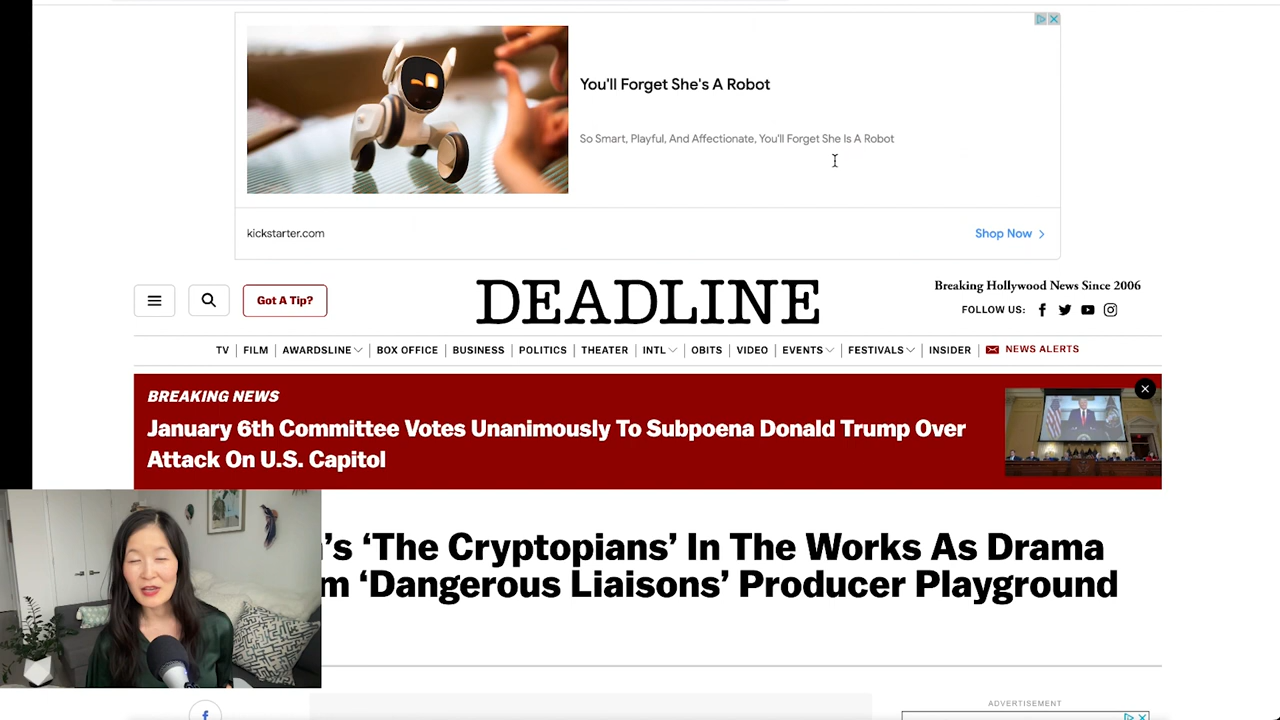 You'll Forget She's A Robot
So Smart, Playful, And Affectionate, You'll Forget She Is A Robot
kickstarter.com
Shop Now
Got A Tip?
DEADLINE
Breaking Hollywood News Since 2006
FOLLOW US:
TV FILM AWARDSLINE BOX OFFICE BUSINESS POLITICS THEATER INTL OBITS VIDEO EVENTS FESTIVALS INSIDER NEWS ALERTS
BREAKING NEWS
January 6th Committee Votes Unanimously To Subpoena Donald Trump Over
Attack On U.S. Capitol
's ‘The Cryptopians’ In The Works As Drama
‘Dangerous Liaisons’ Producer Playground
ADVERTISEMENT